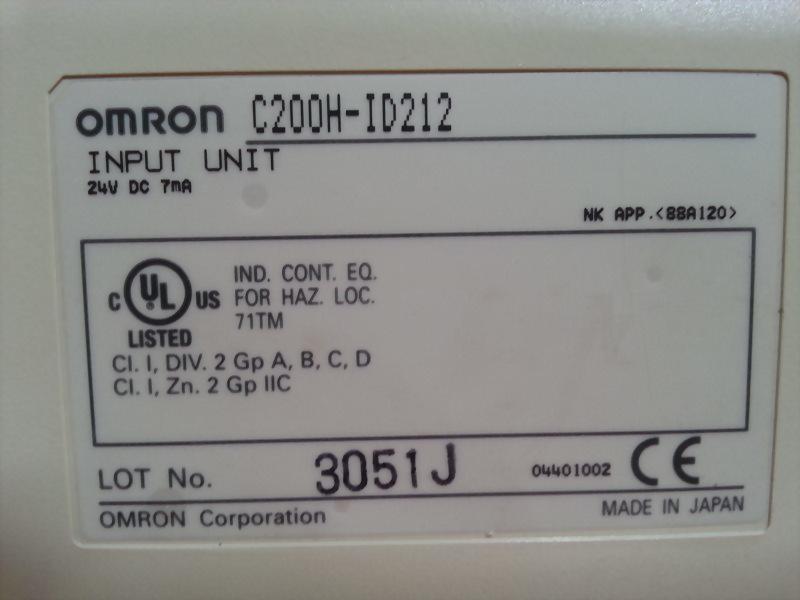 OMRON C200H-ID212
INPUT UNIT
24V DC 7mA
NK APP.<88A120>
C UL US
LISTED
IND. CONT. EQ.
FOR HAZ. LOC.
71TM
Cl. I, DIV. 2 Gp A, B, C, D
Cl. I, Zn. 2 Gp IIC
LOT No. 3051J 04401002 CE
OMRON Corporation MADE IN JAPAN